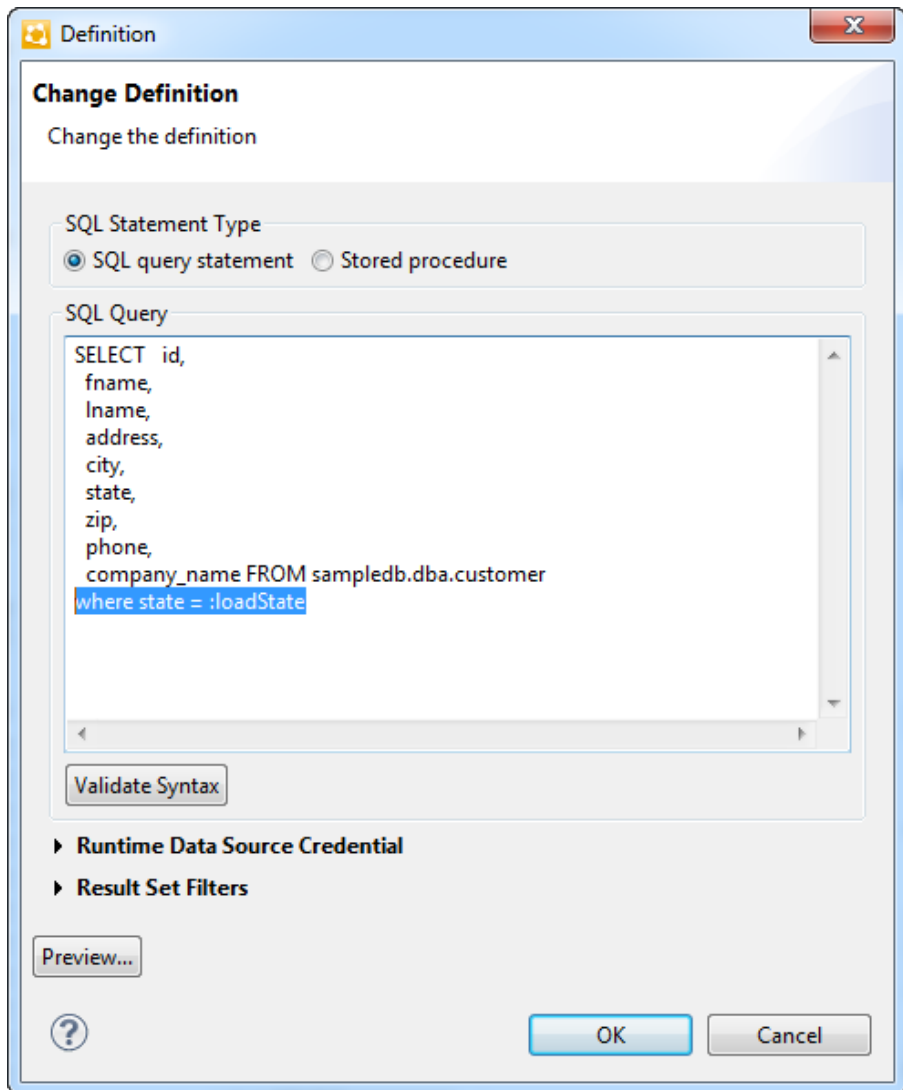 Definition
Change Definition
Change the definition
SQL Statement Type
SQL query statement Stored procedure
SQL Query
SELECT   id,
fname,
lname,
address,
city,
state,
zip,
phone,
company_name FROM sampledb.dba.customer
where state = :loadState
Validate Syntax
Runtime Data Source Credential
Result Set Filters
Preview...
? OK Cancel